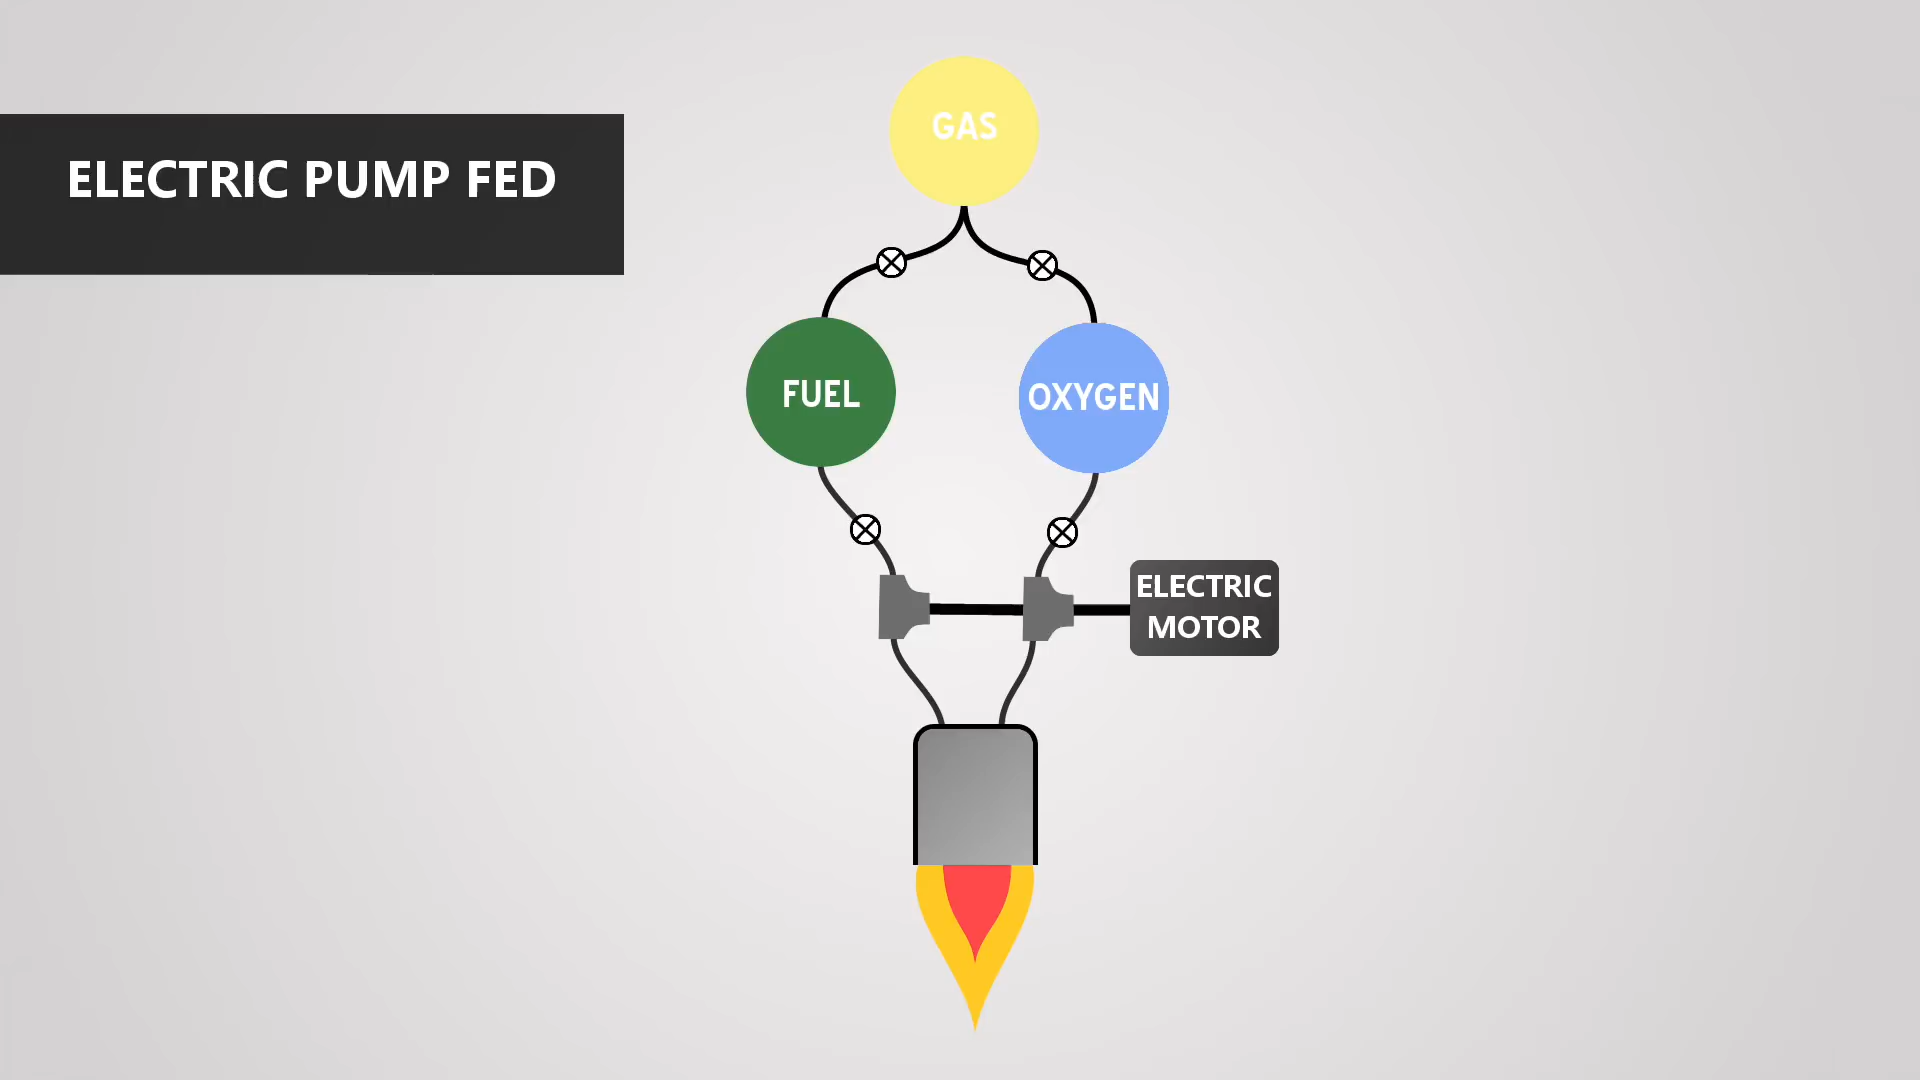 ELECTRIC PUMP FED
GAS
FUEL
OXYGEN
ELECTRIC
MOTOR